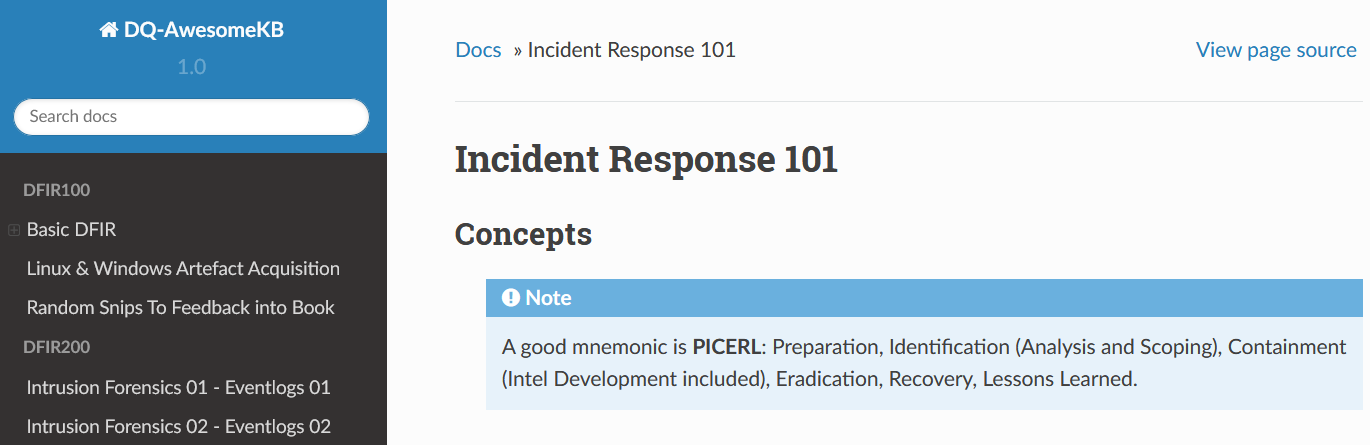 DQ-AwesomeKB
1.0
Search docs
DFIR100
Basic DFIR
Linux & Windows Artefact Acquisition
Random Snips To Feedback into Book
DFIR200
Intrusion Forensics 01 - Eventlogs 01
Intrusion Forensics 02 - Eventlogs 02
Docs » Incident Response 101
View page source
Incident Response 101
Concepts
Note
A good mnemonic is PICERL: Preparation, Identification (Analysis and Scoping), Containment
(Intel Development included), Eradication, Recovery, Lessons Learned.